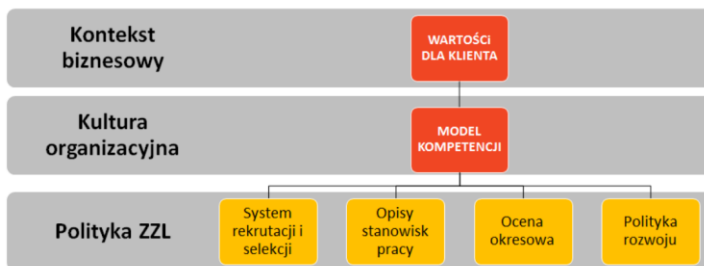 Kontekst
biznesowy
WARTOŚCI
DLA KLIENTA
Kultura
organizacyjna
MODEL
KOMPETENCJI
Polityka ZZL
System
rekrutacji i
selekcji
Opisy
stanowisk
pracy
Ocena
okresowa
Polityka
rozwoju